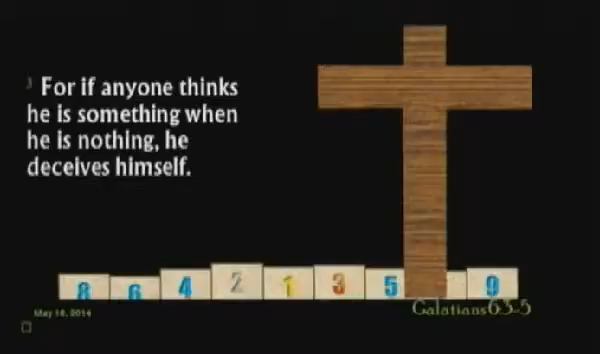 3 For if anyone thinks
he is something when
he is nothing, he
deceives himself.
8 6 4 2 1 3 5 9
Galatians 6:3-5
May 18, 2014